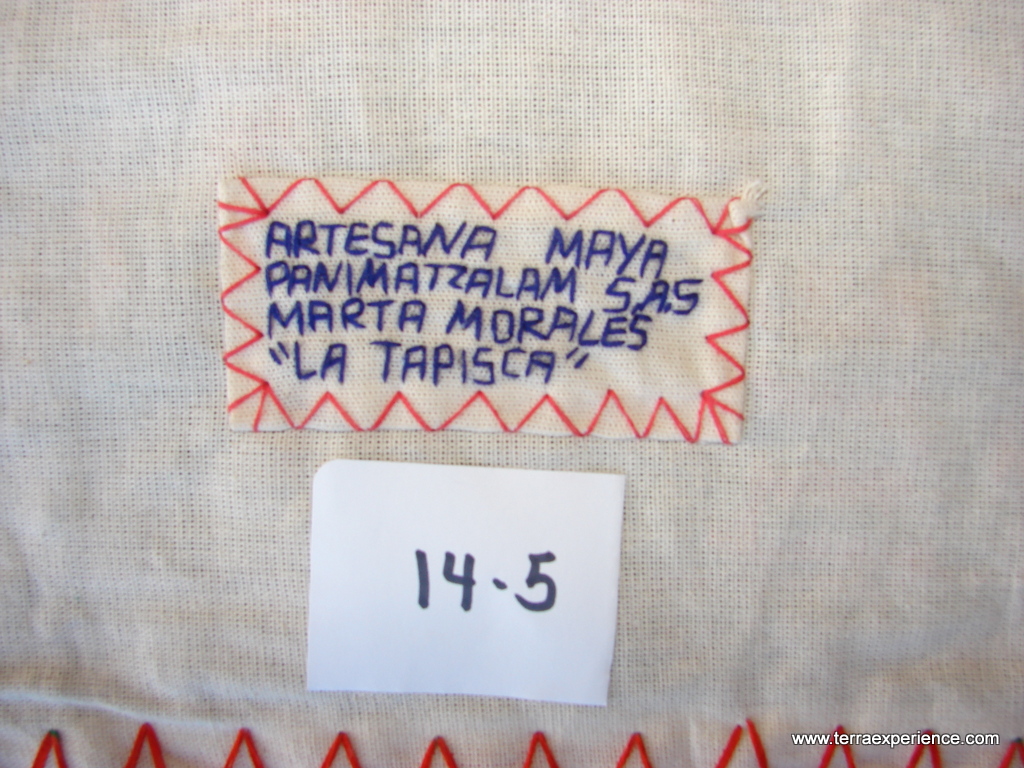 ARTESANA MAYA
PANIMATZALAM S.A.S
MARTA MORALES
"LA TAPISCA"
14-5
www.terraexperience.com